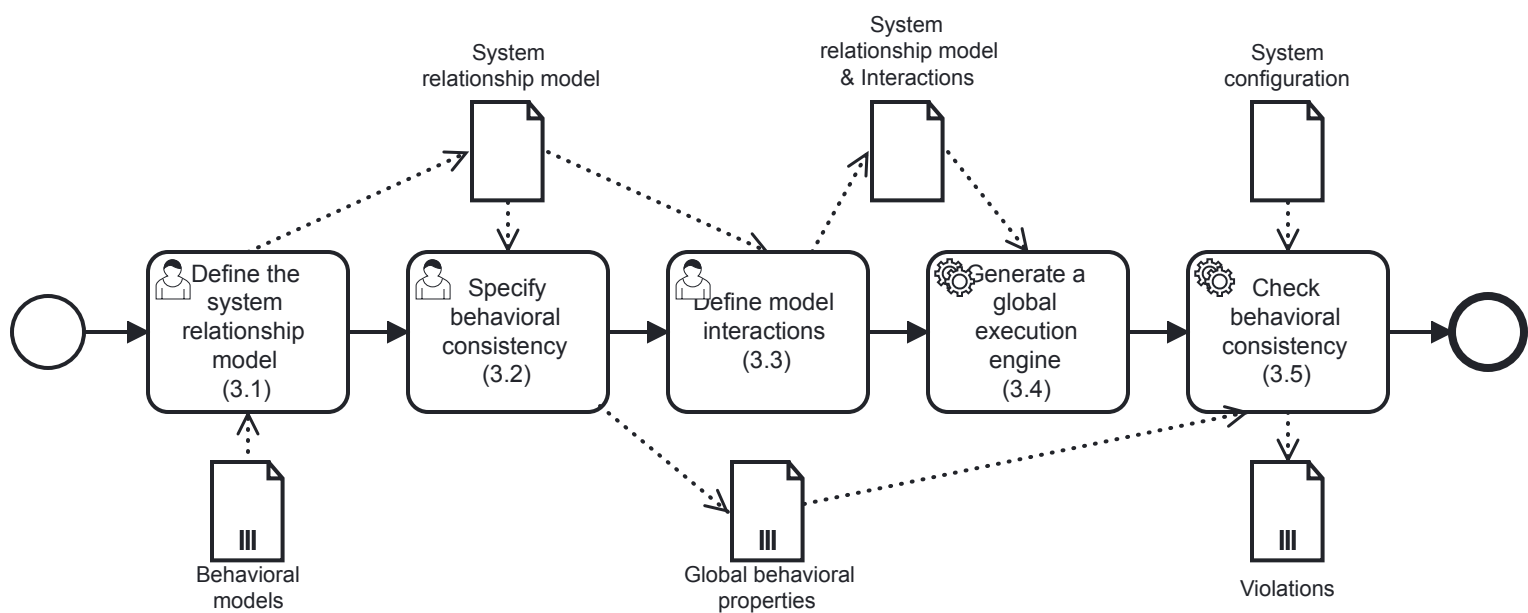 System
relationship model
System
relationship model
& Interactions
System
configuration
Define the
system
relationship
model
(3.1)
Specify
behavioral
consistency
(3.2)
Define model
interactions
(3.3)
Generate a
global
execution
engine
(3.4)
Check
behavioral
consistency
(3.5)
Behavioral
models
Global behavioral
properties
Violations